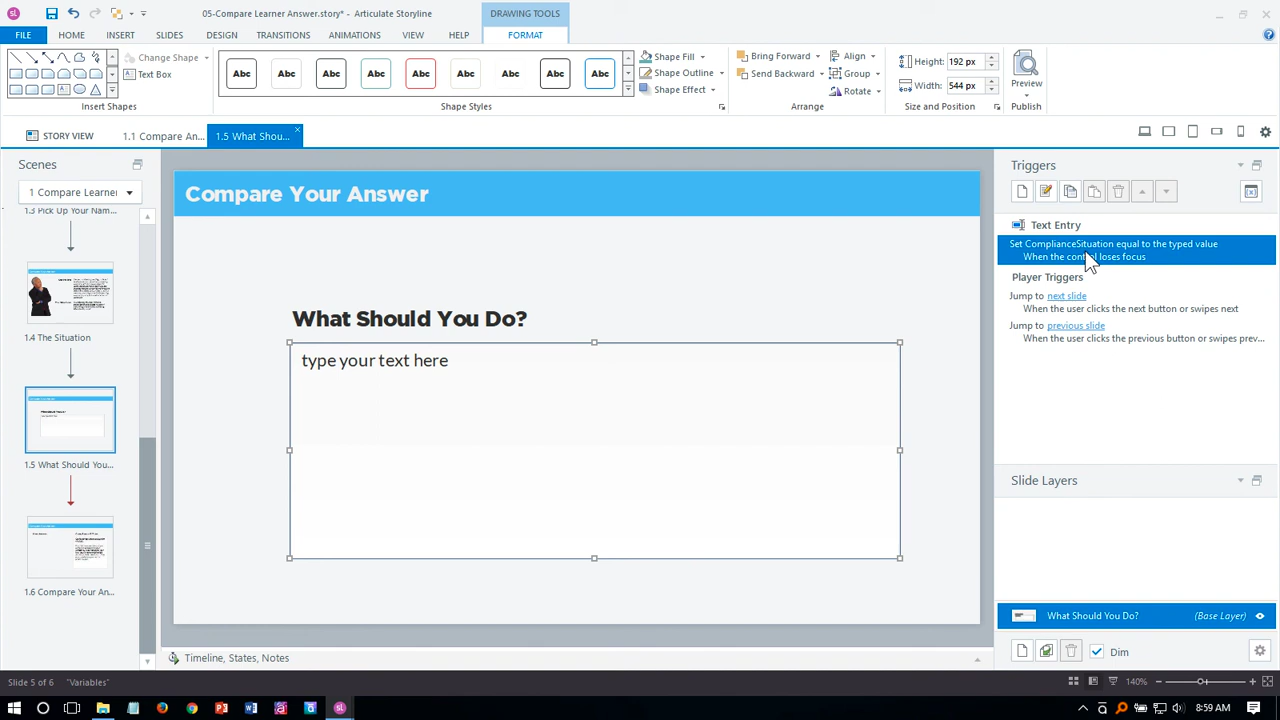 05-Compare Learner Answer.story* - Articulate Storyline
DRAWING TOOLS
FILE
HOME
INSERT
SLIDES
DESIGN
TRANSITIONS
ANIMATIONS
VIEW
HELP
FORMAT
Change Shape
Text Box
Insert Shapes
Abc Abc Abc Abc Abc Abc Abc Abc Abc
Shape Styles
Shape Fill
Shape Outline
Shape Effect
Bring Forward
Send Backward
Align
Group
Rotate
Arrange
Height: 192 px
Width: 544 px
Size and Position
Preview
Publish
STORY VIEW
1.1 Compare An...
1.5 What Shou...
Scenes
1 Compare Learner
1.3 Pick Up Your Nam...
1.4 The Situation
1.5 What Should You...
1.6 Compare Your An...
Compare Your Answer
What Should You Do?
type your text here
Triggers
Text Entry
Set ComplianceSituation equal to the typed value
When the control loses focus
Player Triggers
Jump to next slide
When the user clicks the next button or swipes next
Jump to previous slide
When the user clicks the previous button or swipes prev...
Slide Layers
What Should You Do?
(Base Layer)
Dim
Timeline, States, Notes
Slide 5 of 6
"Variables"
140%
8:59 AM